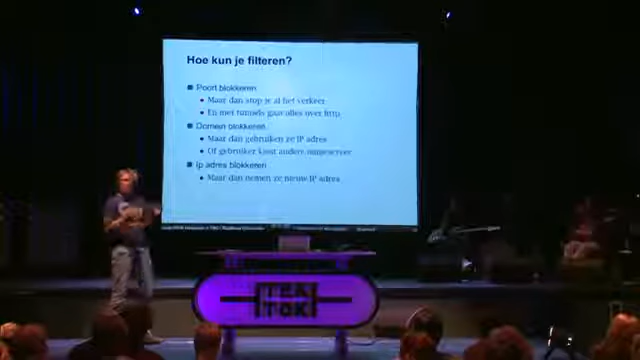 Hoe kun je filteren?
Poort blokkeren
Maar dan stop je al het verkeer
En met tunnels gaat alles over http
Domein blokkeren
Maar dan gebruiken ze IP adres
Of gebruiker kiest andere nameserver
Ip adres blokkeren
Maar dan nemen ze nieuw IP adres
TEK
TOK